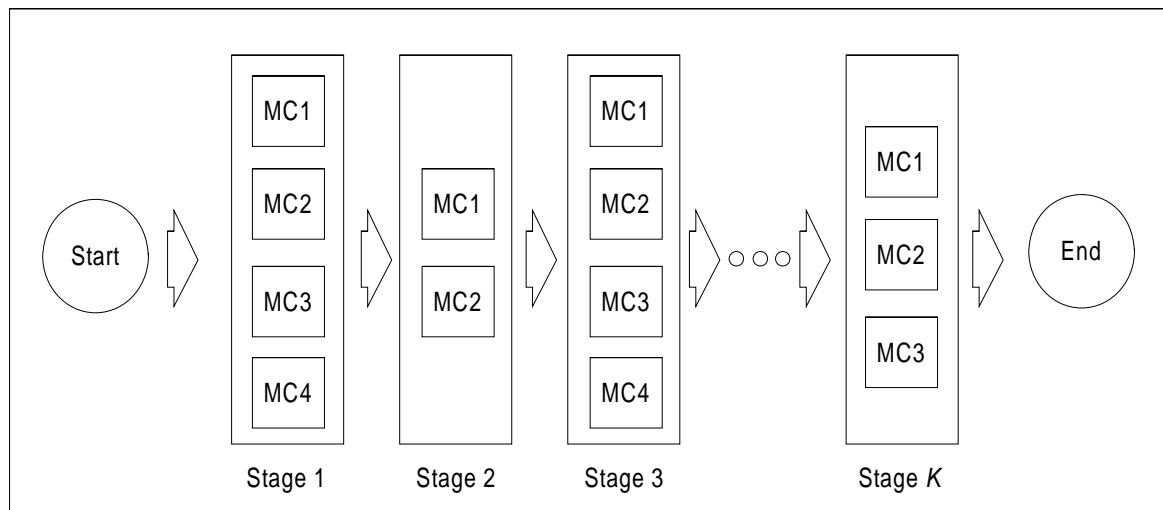 Start
MC1
MC2
MC3
MC4
Stage 1
MC1
MC2
Stage 2
MC1
MC2
MC3
MC4
Stage 3
MC1
MC2
MC3
Stage K
End